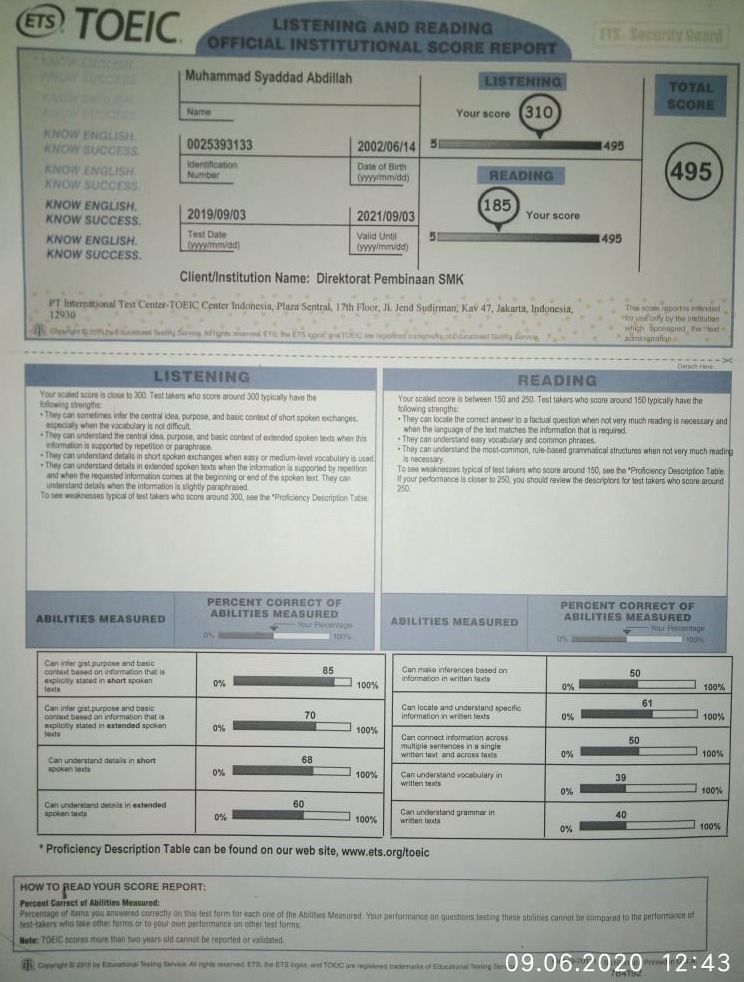 ETS TOEIC.
LISTENING AND READING
OFFICIAL INSTITUTIONAL SCORE REPORT
ETS. Security Guard
KNOW ENGLISH.
KNOW SUCCESS.
KNOW ENGLISH.
KNOW SUCCESS.
KNOW ENGLISH.
KNOW SUCCESS.
KNOW ENGLISH.
KNOW SUCCESS.
KNOW ENGLISH.
KNOW SUCCESS.
KNOW ENGLISH.
KNOW SUCCESS.
Muhammad Syaddad Abdillah
Name
0025393133
Identification
Number
2002/06/14
Date of Birth
(yyyy/mm/dd)
2019/09/03
Test Date
(yyyy/mm/dd)
2021/09/03
Valid Until
(yyyy/mm/dd)
LISTENING
Your score 310
5 495
READING
185 Your score
5 495
TOTAL
SCORE
495
Client/Institution Name: Direktorat Pembinaan SMK
PT International Test Center-TOEIC Center Indonesia, Plaza Sentral, 17th Floor, Jl. Jend Sudirman, Kav 47, Jakarta, Indonesia,
12930
This score report is intended
for use only by the institution
which sponsored the test
administration
Copyright © by Educational Testing Service. All rights reserved. ETS, the ETS logo and TOEIC are registered trademarks of Educational Testing Service.
Detach Here
LISTENING
Your scaled score is close to 300. Test takers who score around 300 typically have the
following strengths:
• They can sometimes infer the central idea, purpose, and basic context of short spoken exchanges,
especially when the vocabulary is not difficult.
• They can understand the central idea, purpose, and basic context of extended spoken texts when this
information is supported by repetition or paraphrase.
• They can understand details in short spoken exchanges when easy or medium-level vocabulary is used.
• They can understand details in extended spoken texts when the information is supported by repetition
and when the requested information comes at the beginning or end of the spoken text. They can
understand details when the information is slightly paraphrased.
To see weaknesses typical of test takers who score around 300, see the *Proficiency Description Table
READING
Your scaled score is between 150 and 250. Test takers who score around 150 typically have the
following strengths:
• They can locate the correct answer to a factual question when not very much reading is necessary and
when the language of the text matches the information that is required.
• They can understand easy vocabulary and common phrases.
• They can understand the most-common, rule-based grammatical structures when not very much reading
is necessary.
To see weaknesses typical of test takers who score around 150, see the *Proficiency Description Table.
If your performance is closer to 250, you should review the descriptors for test takers who score around
250.
ABILITIES MEASURED
PERCENT CORRECT OF
ABILITIES MEASURED
Your Percentage
0% 100%
Can infer gist,purpose and basic
context based on information that is
explicitly stated in short spoken
texts
85
0% 100%
Can infer gist,purpose and basic
context based on information that is
explicitly stated in extended spoken
texts
70
0% 100%
Can understand details in short
spoken texts
68
0% 100%
Can understand details in extended
spoken texts
60
0% 100%
ABILITIES MEASURED
PERCENT CORRECT OF
ABILITIES MEASURED
Your Percentage
0% 100%
Can make inferences based on
information in written texts
50
0% 100%
Can locate and understand specific
information in written texts
61
0% 100%
Can connect information across
multiple sentences in a single
written text and across texts
50
0% 100%
Can understand vocabulary in
written texts
39
0% 100%
Can understand grammar in
written texts
40
0% 100%
* Proficiency Description Table can be found on our web site, www.ets.org/toeic
HOW TO READ YOUR SCORE REPORT:
Percent Correct of Abilities Measured:
Percentage of items you answered correctly on this test form for each one of the Abilities Measured. Your performance on questions testing these abilities cannot be compared to the performance of
test-takers who take other forms or to your own performance on other test forms.
Note: TOEIC scores more than two years old cannot be reported or validated.
Copyright © by Educational Testing Service. All rights reserved. ETS, the ETS logos, and TOEIC are registered trademarks of Educational Testing
09.06.2020 12:43